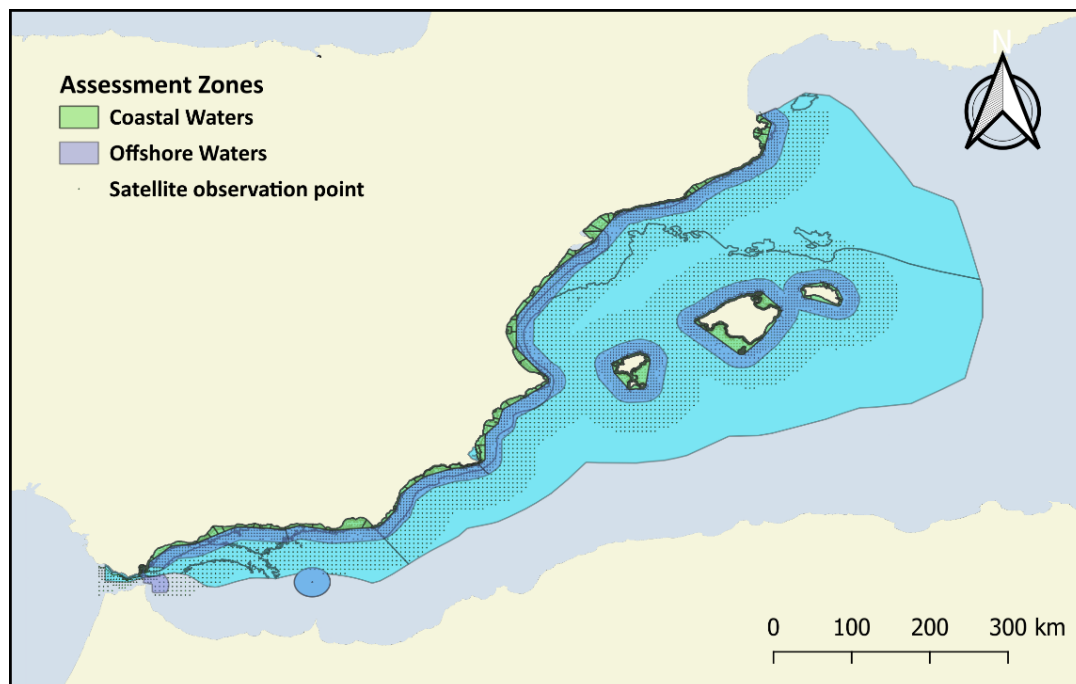 N
Assessment Zones
Coastal Waters
Offshore Waters
Satellite observation point
0 100 200 300 km